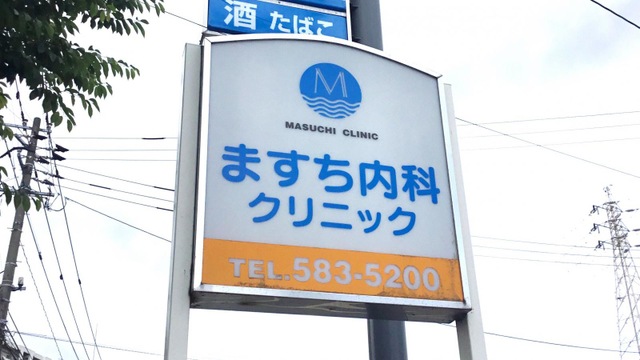 酒 たばこ
M
MASUCHI CLINIC
ますち内科
クリニック
TEL.583-5200